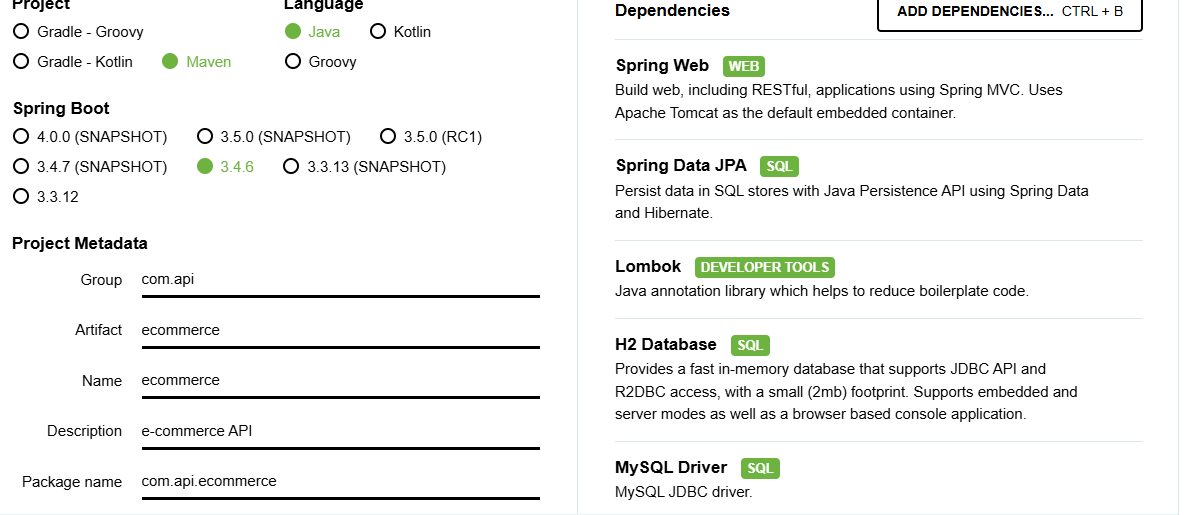 Project
Gradle - Groovy
Gradle - Kotlin Maven
Language
Java Kotlin
Groovy
Spring Boot
4.0.0 (SNAPSHOT) 3.5.0 (SNAPSHOT) 3.5.0 (RC1)
3.4.7 (SNAPSHOT) 3.4.6 3.3.13 (SNAPSHOT)
3.3.12
Project Metadata
Group com.api
Artifact ecommerce
Name ecommerce
Description e-commerce API
Package name com.api.ecommerce
Dependencies ADD DEPENDENCIES... CTRL + B
Spring Web WEB
Build web, including RESTful, applications using Spring MVC. Uses
Apache Tomcat as the default embedded container.
Spring Data JPA SQL
Persist data in SQL stores with Java Persistence API using Spring Data
and Hibernate.
Lombok DEVELOPER TOOLS
Java annotation library which helps to reduce boilerplate code.
H2 Database SQL
Provides a fast in-memory database that supports JDBC API and
R2DBC access, with a small (2mb) footprint. Supports embedded and
server modes as well as a browser based console application.
MySQL Driver SQL
MySQL JDBC driver.